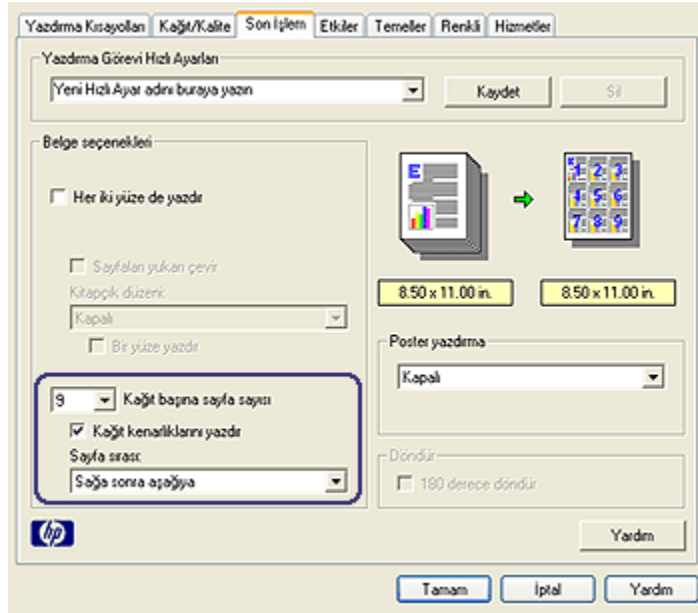 Yazdırma Kısayolları Kağıt/Kalite Son İşlem Etkiler Temeller Renkli Hizmetler
Yazdırma Görevi Hızlı Ayarları
Yeni Hızlı Ayar adını buraya yazın Kaydet Sil
Belge seçenekleri
Her iki yüze de yazdır
Sayfaları yukarı çevir
Kitapçık düzeni:
Kapalı
Bir yüze yazdır
9 Kağıt başına sayfa sayısı
Kağıt kenarlıklarını yazdır
Sayfa sırası:
Sağa sonra aşağıya
E
E
1 2 3
4 5 6
7 8 9
8.50 x 11.00 in. 8.50 x 11.00 in.
Poster yazdırma
Kapalı
Döndür
180 derece döndür
hp
Yardım
Tamam İptal Yardım